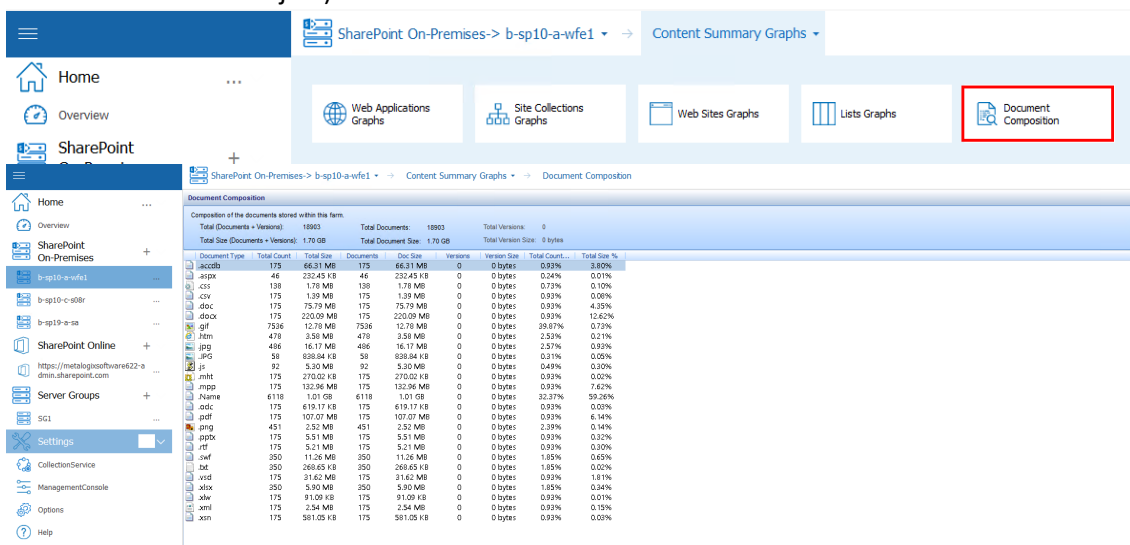 SharePoint On-Premises-> b-sp10-a-wfe1 → Content Summary Graphs
Home ...
Overview
SharePoint +
Web Applications Graphs
Site Collections Graphs
Web Sites Graphs
Lists Graphs
Document Composition
SharePoint On-Premises-> b-sp10-a-wfe1 → Content Summary Graphs → Document Composition
Home ...
Overview
SharePoint On-Premises +
b-sp10-a-wfe1 ...
b-sp10-c-s08r ...
b-sp19-a-sa ...
SharePoint Online +
https://metalogixsoftware622-a
dmin.sharepoint.com ...
Server Groups +
SG1 ...
Settings
CollectionService
ManagementConsole
Options
Help
Document Composition
Composition of the documents stored within this farm.
Total (Documents + Versions): 18903 Total Documents: 18903 Total Versions: 0
Total Size (Documents + Versions): 1.70 GB Total Document Size: 1.70 GB Total Version Size: 0 bytes
Document Type Total Count Total Size Documents Doc Size Versions Version Size Total Count... Total Size %
.accdb 175 66.31 MB 175 66.31 MB 0 0 bytes 0.93% 3.80%
.aspx 46 232.45 KB 46 232.45 KB 0 0 bytes 0.24% 0.01%
.css 138 1.78 MB 138 1.78 MB 0 0 bytes 0.73% 0.10%
.csv 175 1.39 MB 175 1.39 MB 0 0 bytes 0.93% 0.08%
.doc 175 75.79 MB 175 75.79 MB 0 0 bytes 0.93% 4.35%
.docx 175 220.09 MB 175 220.09 MB 0 0 bytes 0.93% 12.62%
.gif 7536 12.78 MB 7536 12.78 MB 0 0 bytes 39.87% 0.73%
.htm 478 3.58 MB 478 3.58 MB 0 0 bytes 2.53% 0.21%
.jpg 486 16.17 MB 486 16.17 MB 0 0 bytes 2.57% 0.93%
.JPG 58 838.84 KB 58 838.84 KB 0 0 bytes 0.31% 0.05%
.js 92 5.30 MB 92 5.30 MB 0 0 bytes 0.49% 0.30%
.mht 175 270.02 KB 175 270.02 KB 0 0 bytes 0.93% 0.02%
.mpp 175 132.96 MB 175 132.96 MB 0 0 bytes 0.93% 7.62%
.Name 6118 1.01 GB 6118 1.01 GB 0 0 bytes 32.37% 59.26%
.odc 175 619.17 KB 175 619.17 KB 0 0 bytes 0.93% 0.03%
.pdf 175 107.07 MB 175 107.07 MB 0 0 bytes 0.93% 6.14%
.png 451 2.52 MB 451 2.52 MB 0 0 bytes 2.39% 0.14%
.pptx 175 5.51 MB 175 5.51 MB 0 0 bytes 0.93% 0.32%
.rtf 175 5.21 MB 175 5.21 MB 0 0 bytes 0.93% 0.30%
.swf 350 11.26 MB 350 11.26 MB 0 0 bytes 1.85% 0.65%
.txt 350 268.65 KB 350 268.65 KB 0 0 bytes 1.85% 0.02%
.vsd 175 31.62 MB 175 31.62 MB 0 0 bytes 0.93% 1.81%
.xlsx 350 5.90 MB 350 5.90 MB 0 0 bytes 1.85% 0.34%
.xlw 175 91.09 KB 175 91.09 KB 0 0 bytes 0.93% 0.01%
.xml 175 2.54 MB 175 2.54 MB 0 0 bytes 0.93% 0.15%
.xsn 175 581.05 KB 175 581.05 KB 0 0 bytes 0.93% 0.03%